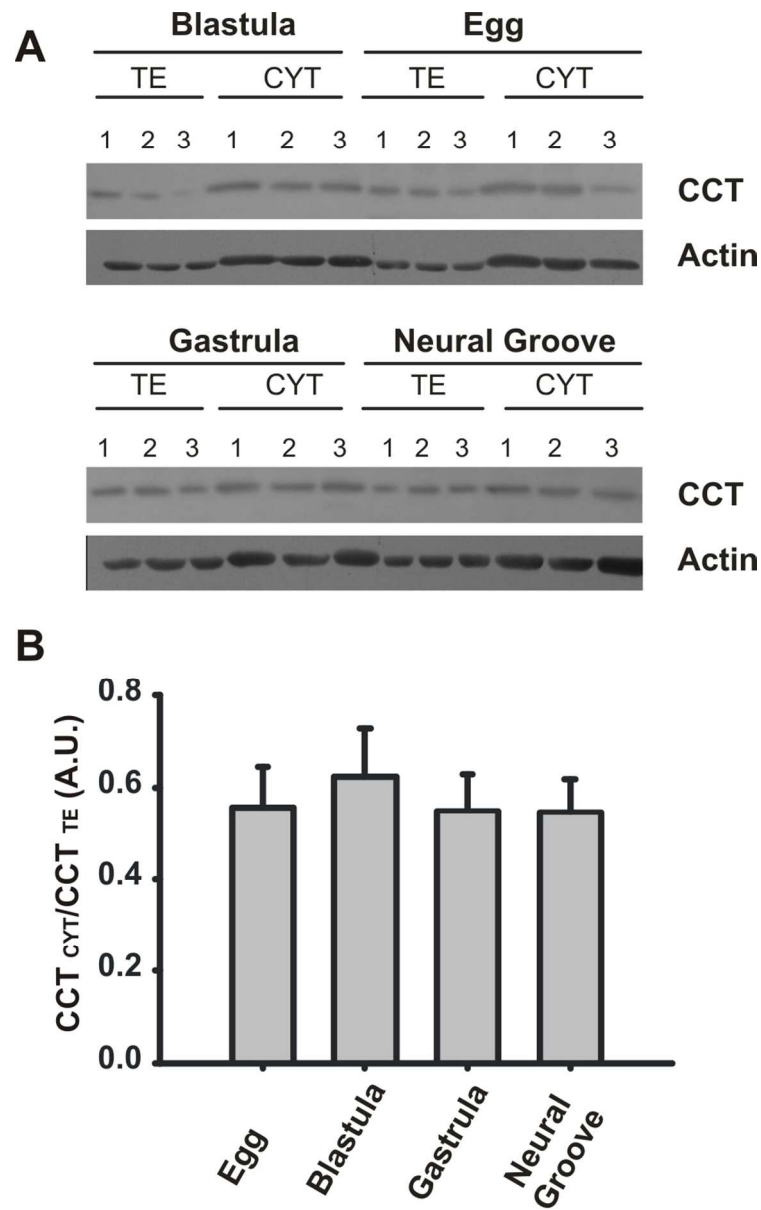 A
Blastula Egg
TE CYT TE CYT
1 2 3 1 2 3 1 2 3 1 2 3
CCT
Actin
Gastrula Neural Groove
TE CYT TE CYT
1 2 3 1 2 3 1 2 3 1 2 3
CCT
Actin
B
CCT CYT/CCT TE (A.U.)
0.8
0.6
0.4
0.2
0.0
Egg
Blastula
Gastrula
Neural
Groove